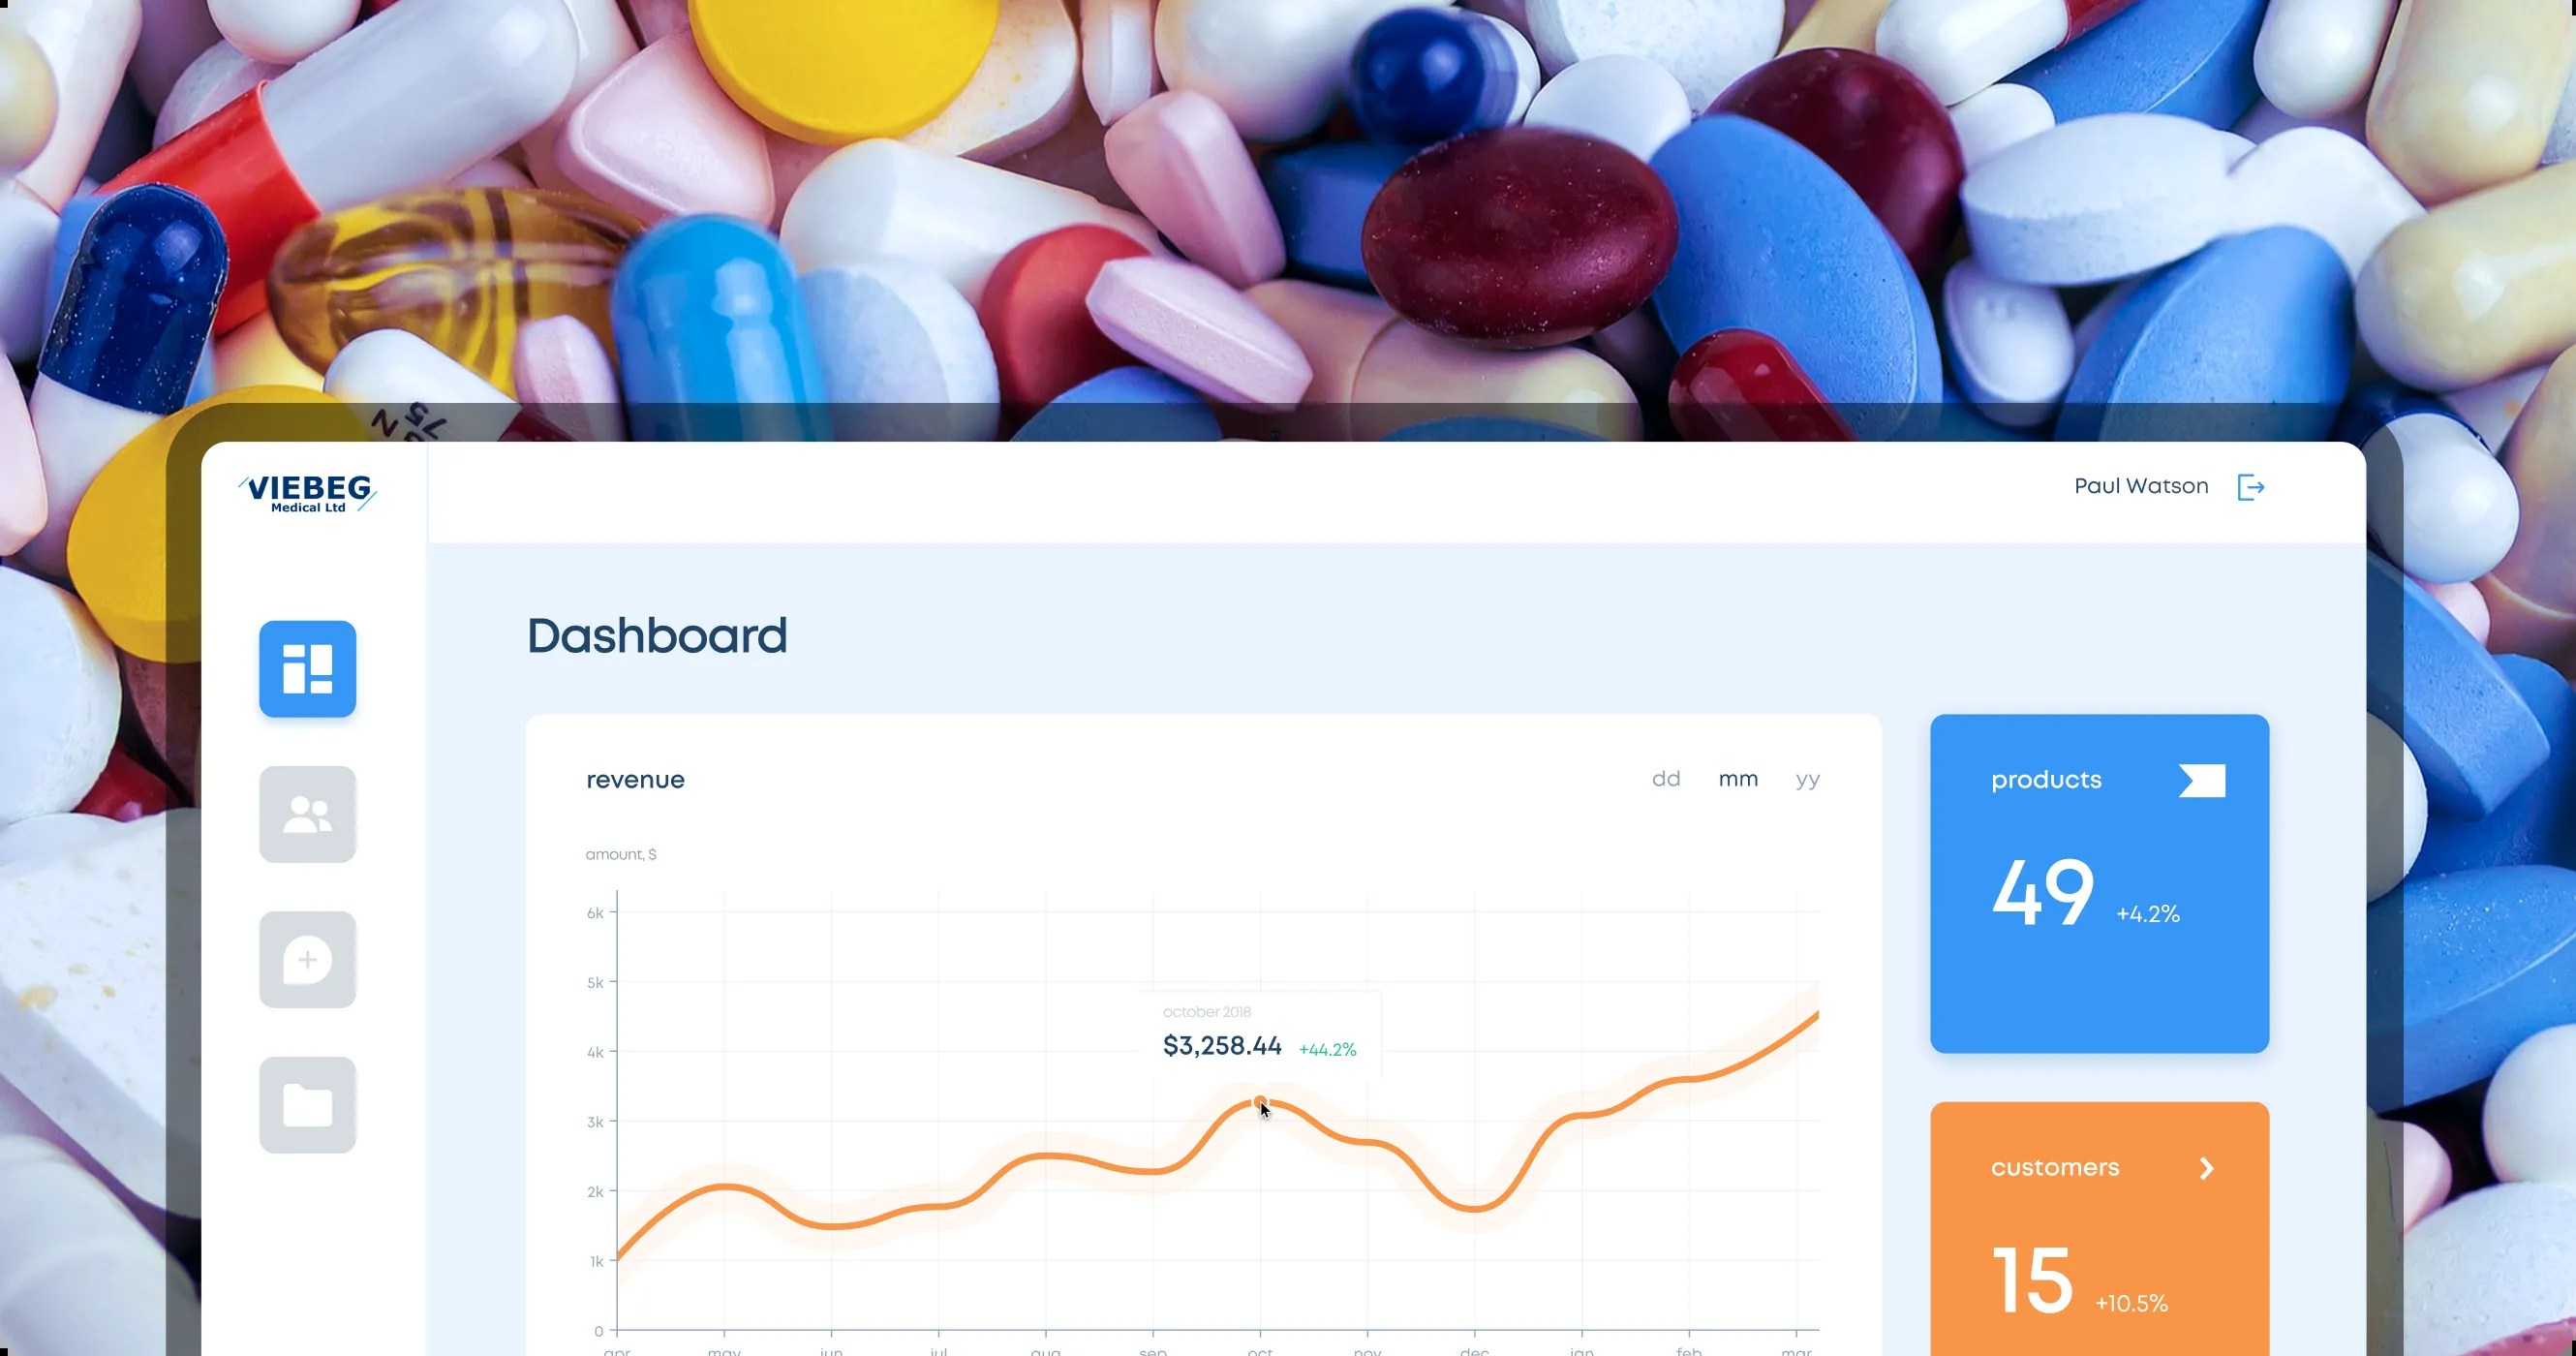 75
N
VIEBEG
Medical Ltd
Paul Watson
Dashboard
revenue
dd mm yy
amount, $
6k
5k
4k
3k
2k
1k
0
october 2018
$3,258.44 +44.2%
apr may jun jul aug sep oct nov dec jan feb mar
products
49 +4.2%
customers
15 +10.5%